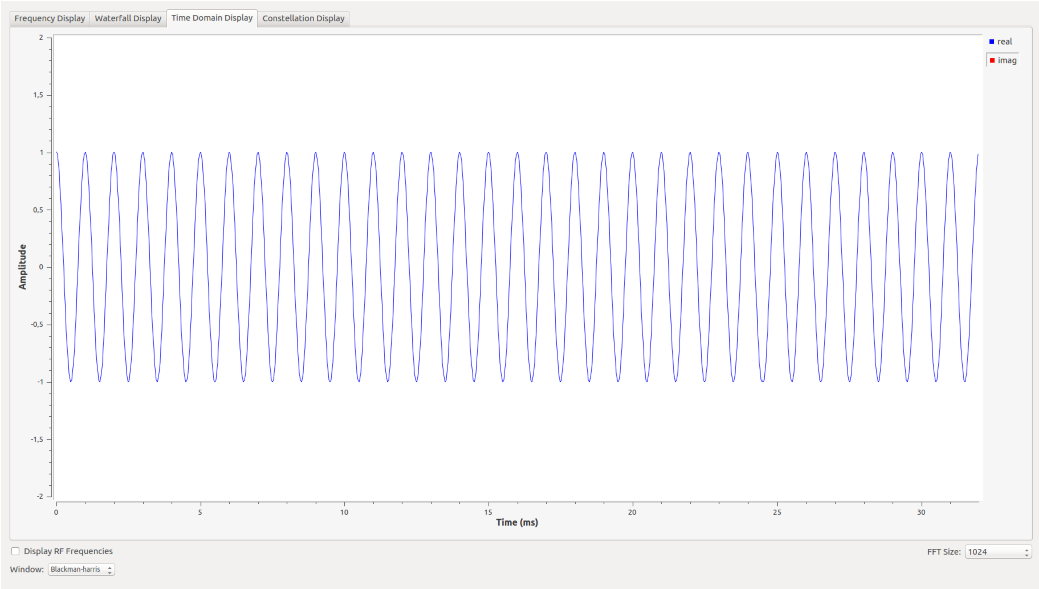 Frequency Display Waterfall Display Time Domain Display Constellation Display
2
1,5
1
0,5
0
-0,5
-1
-1,5
-2
Amplitude
0 5 10 15 20 25 30
Time (ms)
real
imag
Display RF Frequencies
FFT Size: 1024
Window: Blackman-harris